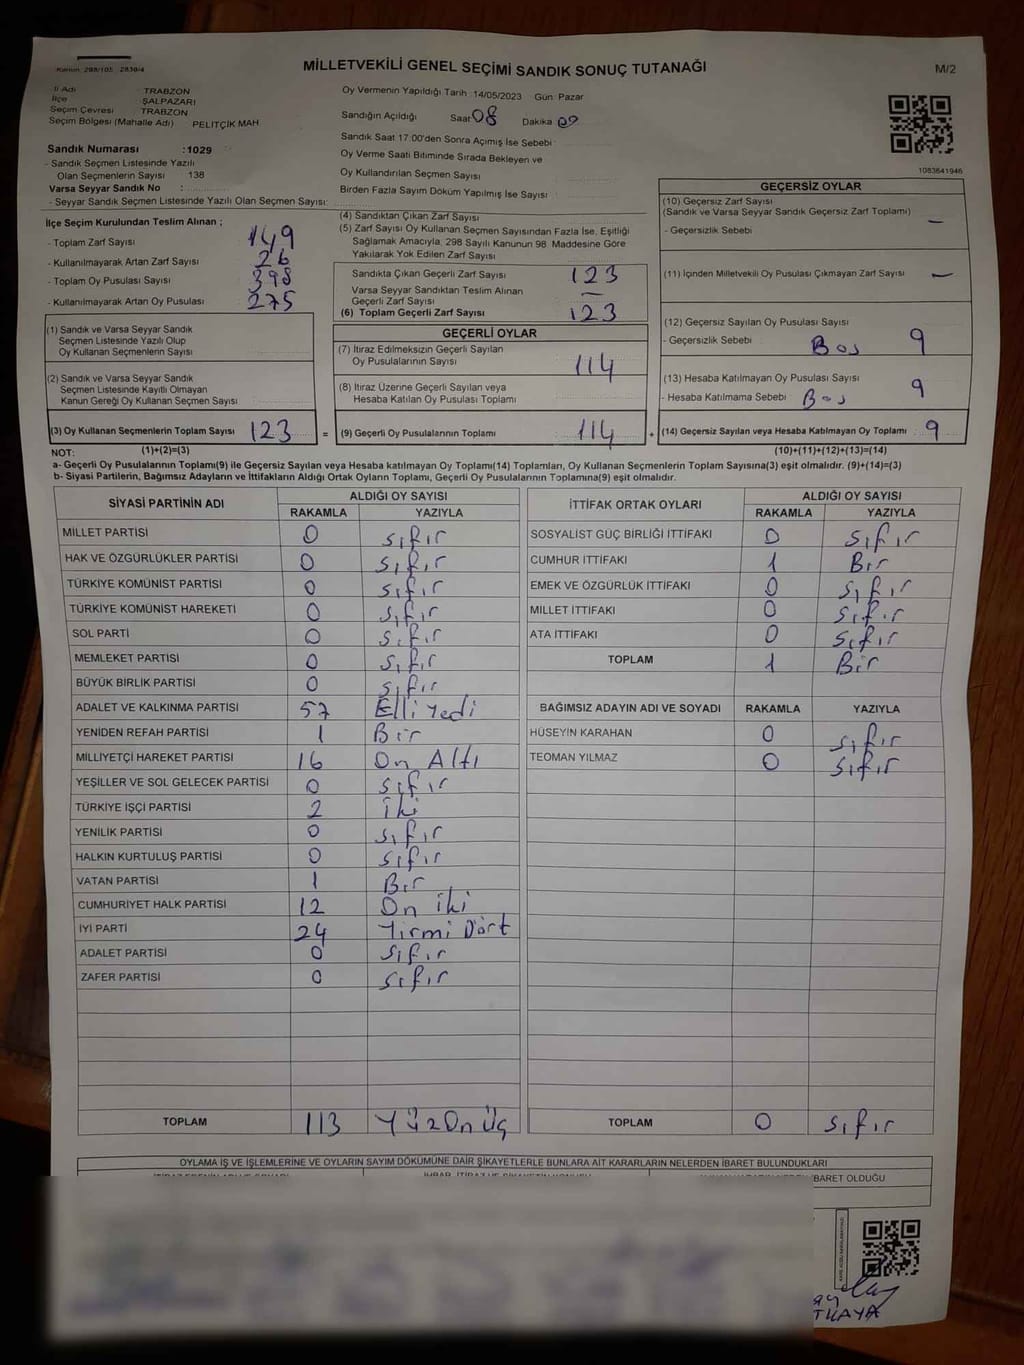 Kanun: 298/105 2839/4
MİLLETVEKİLİ GENEL SEÇİMİ SANDIK SONUÇ TUTANAĞI
M/2
İl Adı TRABZON
İlçe ŞALPAZARI
Seçim Çevresi TRABZON
Seçim Bölgesi (Mahalle Adı) PELİTÇİK MAH.
Sandık Numarası :1029
- Sandık Seçmen Listesinde Yazılı
Olan Seçmenlerin Sayısı 138
Varsa Seyyar Sandık No :
- Seyyar Sandık Seçmen Listesinde Yazılı Olan Seçmen Sayısı:
Oy Vermenin Yapıldığı Tarih :14/05/2023 Gün: Pazar
Sandığın Açıldığı Saat 08 Dakika 00
Sandık Saat 17:00'den Sonra Açımış İse Sebebi :
Oy Verme Saati Bitiminde Sırada Bekleyen ve
Oy Kullandırılan Seçmen Sayısı
Birden Fazla Sayım Döküm Yapılmış İse Sayısı :
1083641946
İlçe Seçim Kurulundan Teslim Alınan ;
- Toplam Zarf Sayısı 149
- Kullanılmayarak Artan Zarf Sayısı 26
- Toplam Oy Pusulası Sayısı 398
- Kullanılmayarak Artan Oy Pusulası 275
(4) Sandıktan Çıkan Zarf Sayısı
(5) Zarf Sayısı Oy Kullanan Seçmen Sayısından Fazla İse, Eşitliği
Sağlamak Amacıyla, 298 Sayılı Kanunun 98. Maddesine Göre
Yakılarak Yok Edilen Zarf Sayısı
Sandıkta Çıkan Geçerli Zarf Sayısı 123
Varsa Seyyar Sandıktan Teslim Alınan
Geçerli Zarf Sayısı —
(6) Toplam Geçerli Zarf Sayısı 123
GEÇERSİZ OYLAR
(10) Geçersiz Zarf Sayısı
(Sandık ve Varsa Seyyar Sandık Geçersiz Zarf Toplamı) —
- Geçersizlik Sebebi
(11) İçinden Milletvekili Oy Pusulası Çıkmayan Zarf Sayısı —
(12) Geçersiz Sayılan Oy Pusulası Sayısı
- Geçersizlik Sebebi Boş 9
(13) Hesaba Katılmayan Oy Pusulası Sayısı
- Hesaba Katılmama Sebebi Boş 9
(1) Sandık ve Varsa Seyyar Sandık
Seçmen Listesinde Yazılı Olup
Oy Kullanan Seçmenlerin Sayısı
(2) Sandık ve Varsa Seyyar Sandık
Seçmen Listesinde Kayıtlı Olmayan
Kanun Gereği Oy Kullanan Seçmen Sayısı
GEÇERLİ OYLAR
(7) İtiraz Edilmeksizin Geçerli Sayılan
Oy Pusulalarının Sayısı 114
(8) İtiraz Üzerine Geçerli Sayılan veya
Hesaba Katılan Oy Pusulası Toplamı
(3) Oy Kullanan Seçmenlerin Toplam Sayısı 123 = (9) Geçerli Oy Pusulalarının Toplamı 114 + (14) Geçersiz Sayılan veya Hesaba Katılmayan Oy Toplamı 9
NOT: (1)+(2)=(3) (10)+(11)+(12)+(13)=(14)
a- Geçerli Oy Pusulalarının Toplamı(9) ile Geçersiz Sayılan veya Hesaba katılmayan Oy Toplamı(14) Toplamları, Oy Kullanan Seçmenlerin Toplam Sayısına(3) eşit olmalıdır. (9)+(14)=(3)
b- Siyasi Partilerin, Bağımsız Adayların ve İttifakların Aldığı Ortak Oyların Toplamı, Geçerli Oy Pusulalarının Toplamına(9) eşit olmalıdır.
SİYASİ PARTİNİN ADI ALDIĞI OY SAYISI
RAKAMLA YAZIYLA
MİLLET PARTİSİ 0 sıfır
HAK VE ÖZGÜRLÜKLER PARTİSİ 0 sıfır
TÜRKİYE KOMÜNİST PARTİSİ 0 sıfır
TÜRKİYE KOMÜNİST HAREKETİ 0 sıfır
SOL PARTİ 0 sıfır
MEMLEKET PARTİSİ 0 sıfır
BÜYÜK BİRLİK PARTİSİ 0 sıfır
ADALET VE KALKINMA PARTİSİ 57 Elli Yedi
YENİDEN REFAH PARTİSİ 1 Bir
MİLLİYETÇİ HAREKET PARTİSİ 16 On Altı
YEŞİLLER VE SOL GELECEK PARTİSİ 0 sıfır
TÜRKİYE İŞÇİ PARTİSİ 2 iki
YENİLİK PARTİSİ 0 sıfır
HALKIN KURTULUŞ PARTİSİ 0 sıfır
VATAN PARTİSİ 1 Bir
CUMHURİYET HALK PARTİSİ 12 On iki
İYİ PARTİ 24 Yirmi Dört
ADALET PARTİSİ 0 sıfır
ZAFER PARTİSİ 0 sıfır
TOPLAM 113 Yüz On Üç
İTTİFAK ORTAK OYLARI ALDIĞI OY SAYISI
RAKAMLA YAZIYLA
SOSYALİST GÜÇ BİRLİĞİ İTTİFAKI 0 sıfır
CUMHUR İTTİFAKI 1 Bir
EMEK VE ÖZGÜRLÜK İTTİFAKI 0 sıfır
MİLLET İTTİFAKI 0 sıfır
ATA İTTİFAKI 0 sıfır
TOPLAM 1 Bir
BAĞIMSIZ ADAYIN ADI VE SOYADI RAKAMLA YAZIYLA
HÜSEYİN KARAHAN 0 sıfır
TEOMAN YILMAZ 0 sıfır
TOPLAM 0 sıfır
OYLAMA İŞ VE İŞLEMLERİNE VE OYLARIN SAYIM DÖKÜMÜNE DAİR ŞİKAYETLERLE BUNLARA AİT KARARLARIN NELERDEN İBARET BULUNDUKLARI
İBARET OLDUĞU